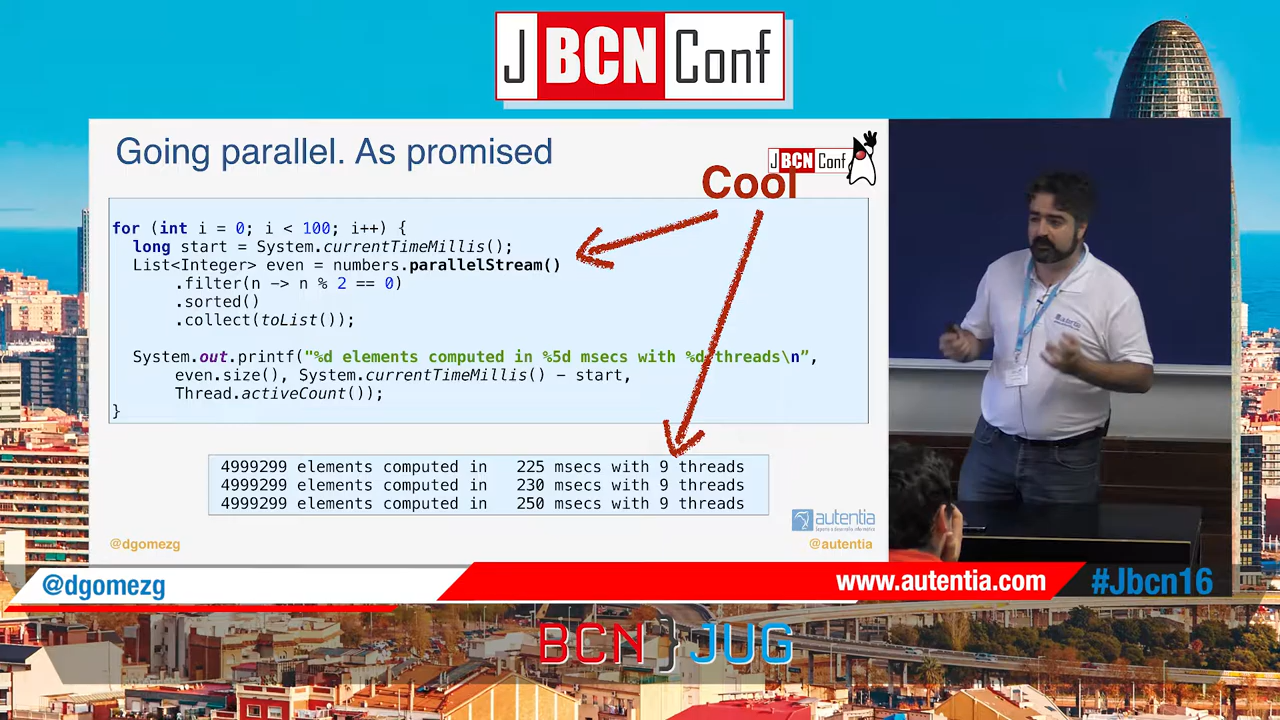 J BCN Conf
Going parallel. As promised
J BCN Conf
Cool
for (int i = 0; i < 100; i++) {
long start = System.currentTimeMillis();
List<Integer> even = numbers.parallelStream()
.filter(n -> n % 2 == 0)
.sorted()
.collect(toList());
System.out.printf("%d elements computed in %5d msecs with %d threads\n”,
even.size(), System.currentTimeMillis() – start,
Thread.activeCount());
}
4999299 elements computed in 225 msecs with 9 threads
4999299 elements computed in 230 msecs with 9 threads
4999299 elements computed in 250 msecs with 9 threads
autentia
@dgomezg
@autentia
@dgomezg
www.autentia.com
#Jbcn16
BCN JUG